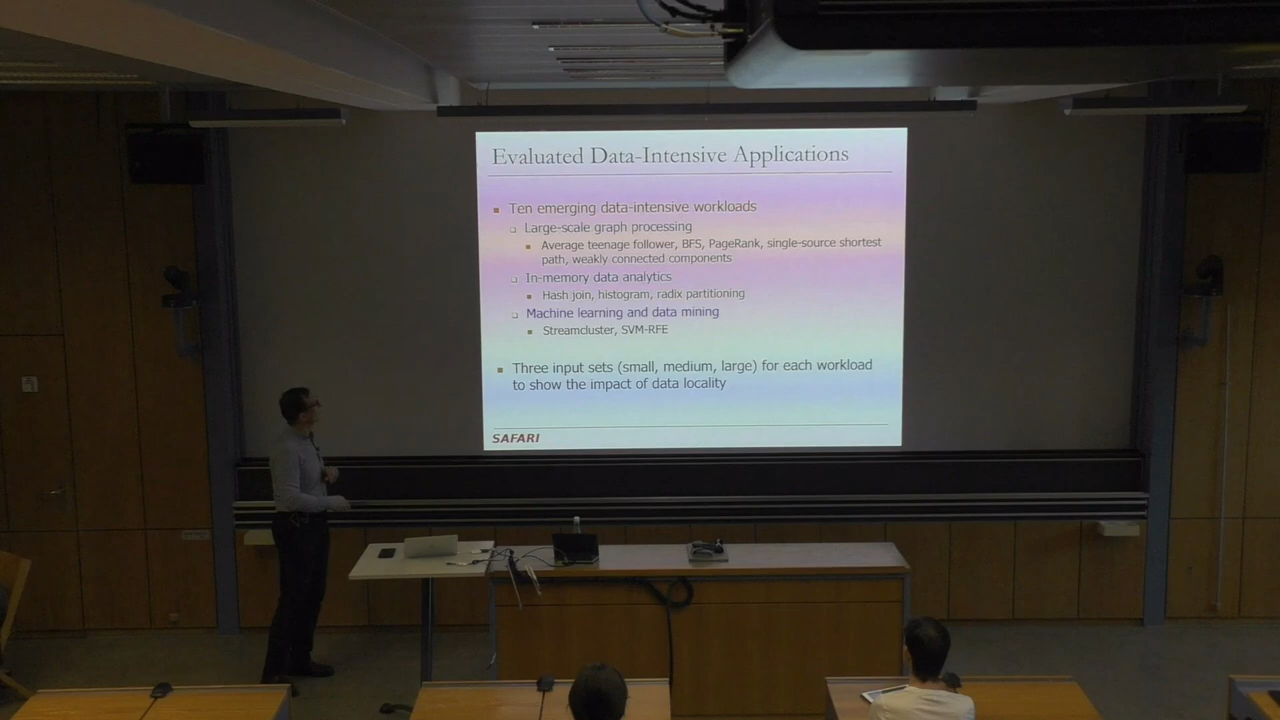 Evaluated Data-Intensive Applications
Ten emerging data-intensive workloads
Large-scale graph processing
Average teenage follower, BFS, PageRank, single-source shortest
path, weakly connected components
In-memory data analytics
Hash join, histogram, radix partitioning
Machine learning and data mining
Streamcluster, SVM-RFE
Three input sets (small, medium, large) for each workload
to show the impact of data locality
SAFARI